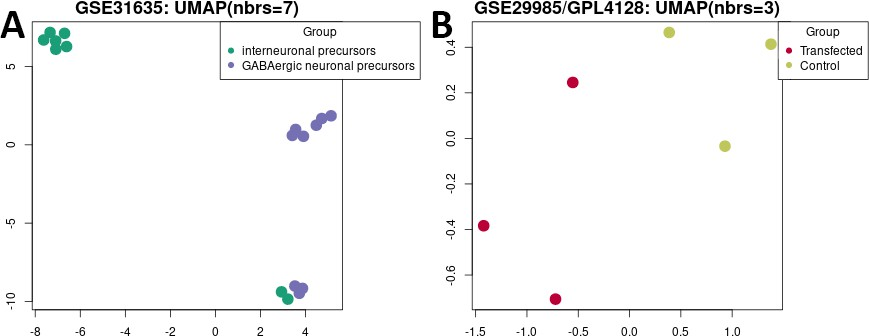 A
GSE31635: UMAP(nbrs=7)
Group
interneuronal precursors
GABAergic neuronal precursors
5
0
-5
-10
-8
-6
-4
-2
0
2
4
B
GSE29985/GPL4128: UMAP(nbrs=3)
Group
Transfected
Control
0.4
0.2
0.0
-0.2
-0.4
-0.6
-1.5
-1.0
-0.5
0.0
0.5
1.0